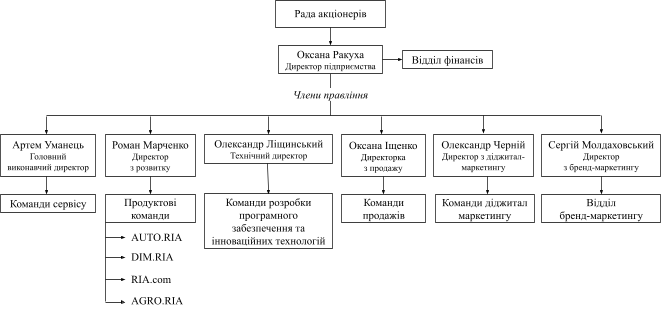 Рада акціонерів
Оксана Ракуха
Директор підприємства
Відділ фінансів
Члени правління
Артем Уманець
Головний
виконавчий директор
Роман Марченко
Директор
з розвитку
Олександр Ліщинський
Технічний директор
Оксана Іщенко
Директорка
з продажу
Олександр Черній
Директор з діджитал-
маркетингу
Сергій Молдаховський
Директор
з бренд-маркетингу
Команди сервісу
Продуктові
команди
Команди розробки
програмного
забезпечення та
інноваційних технологій
Команди
продажів
Команди діджитал
маркетингу
Відділ
бренд-маркетингу
AUTO.RIA
DIM.RIA
RIA.com
AGRO.RIA